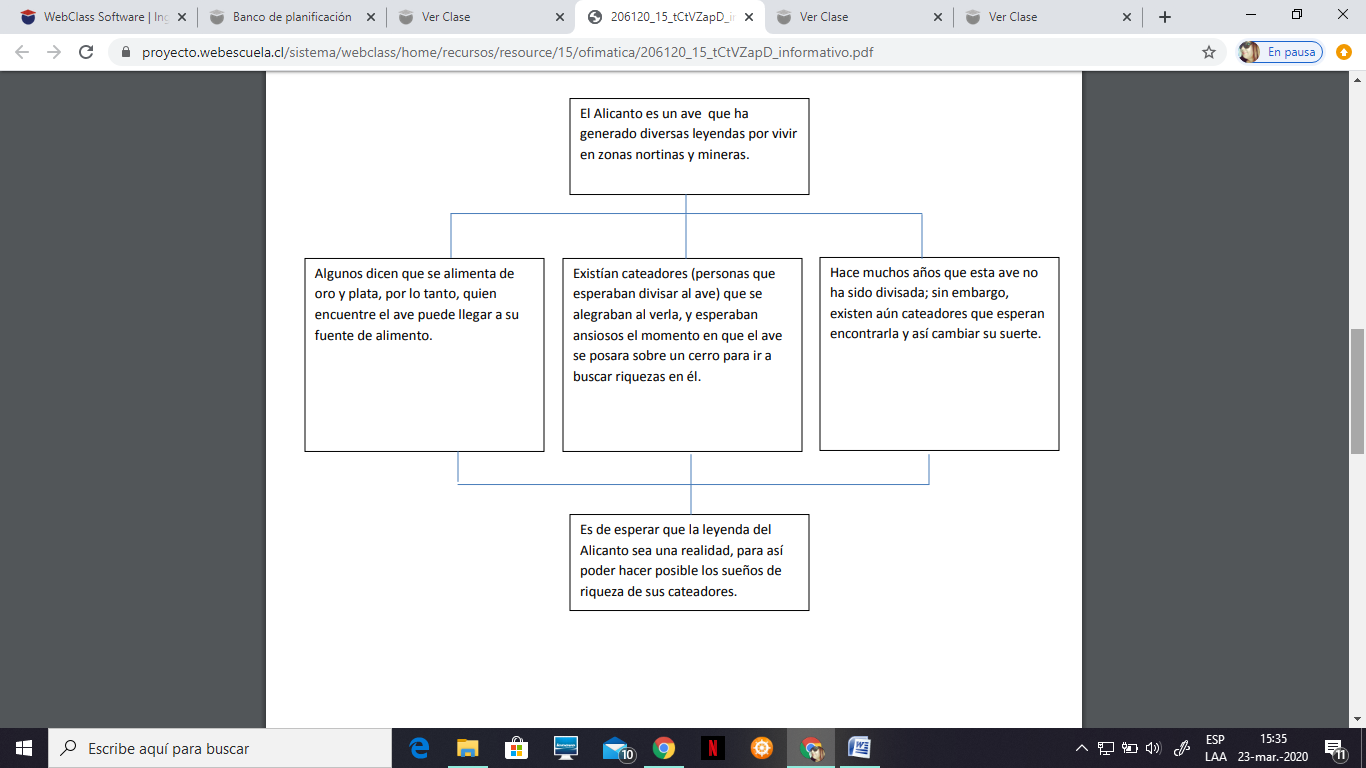 WebClass Software | Ing
Banco de planificación
Ver Clase
206120_15_tCtVZapD_in
Ver Clase
Ver Clase
proyecto.webescuela.cl/sistema/webclass/home/recursos/resource/15/ofimatica/206120_15_tCtVZapD_informativo.pdf
En pausa
El Alicanto es un ave que ha
generado diversas leyendas por vivir
en zonas nortinas y mineras.
Algunos dicen que se alimenta de
oro y plata, por lo tanto, quien
encuentre el ave puede llegar a su
fuente de alimento.
Existían cateadores (personas que
esperaban divisar al ave) que se
alegraban al verla, y esperaban
ansiosos el momento en que el ave
se posara sobre un cerro para ir a
buscar riquezas en él.
Hace muchos años que esta ave no
ha sido divisada; sin embargo,
existen aún cateadores que esperan
encontrarla y así cambiar su suerte.
Es de esperar que la leyenda del
Alicanto sea una realidad, para así
poder hacer posible los sueños de
riqueza de sus cateadores.
Escribe aquí para buscar
10
ESP
LAA
15:35
23-mar.-2020
11